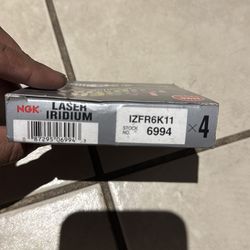 NGK LASER IRIDIUM
IZFR6K11
STOCK NO. 6994
×4